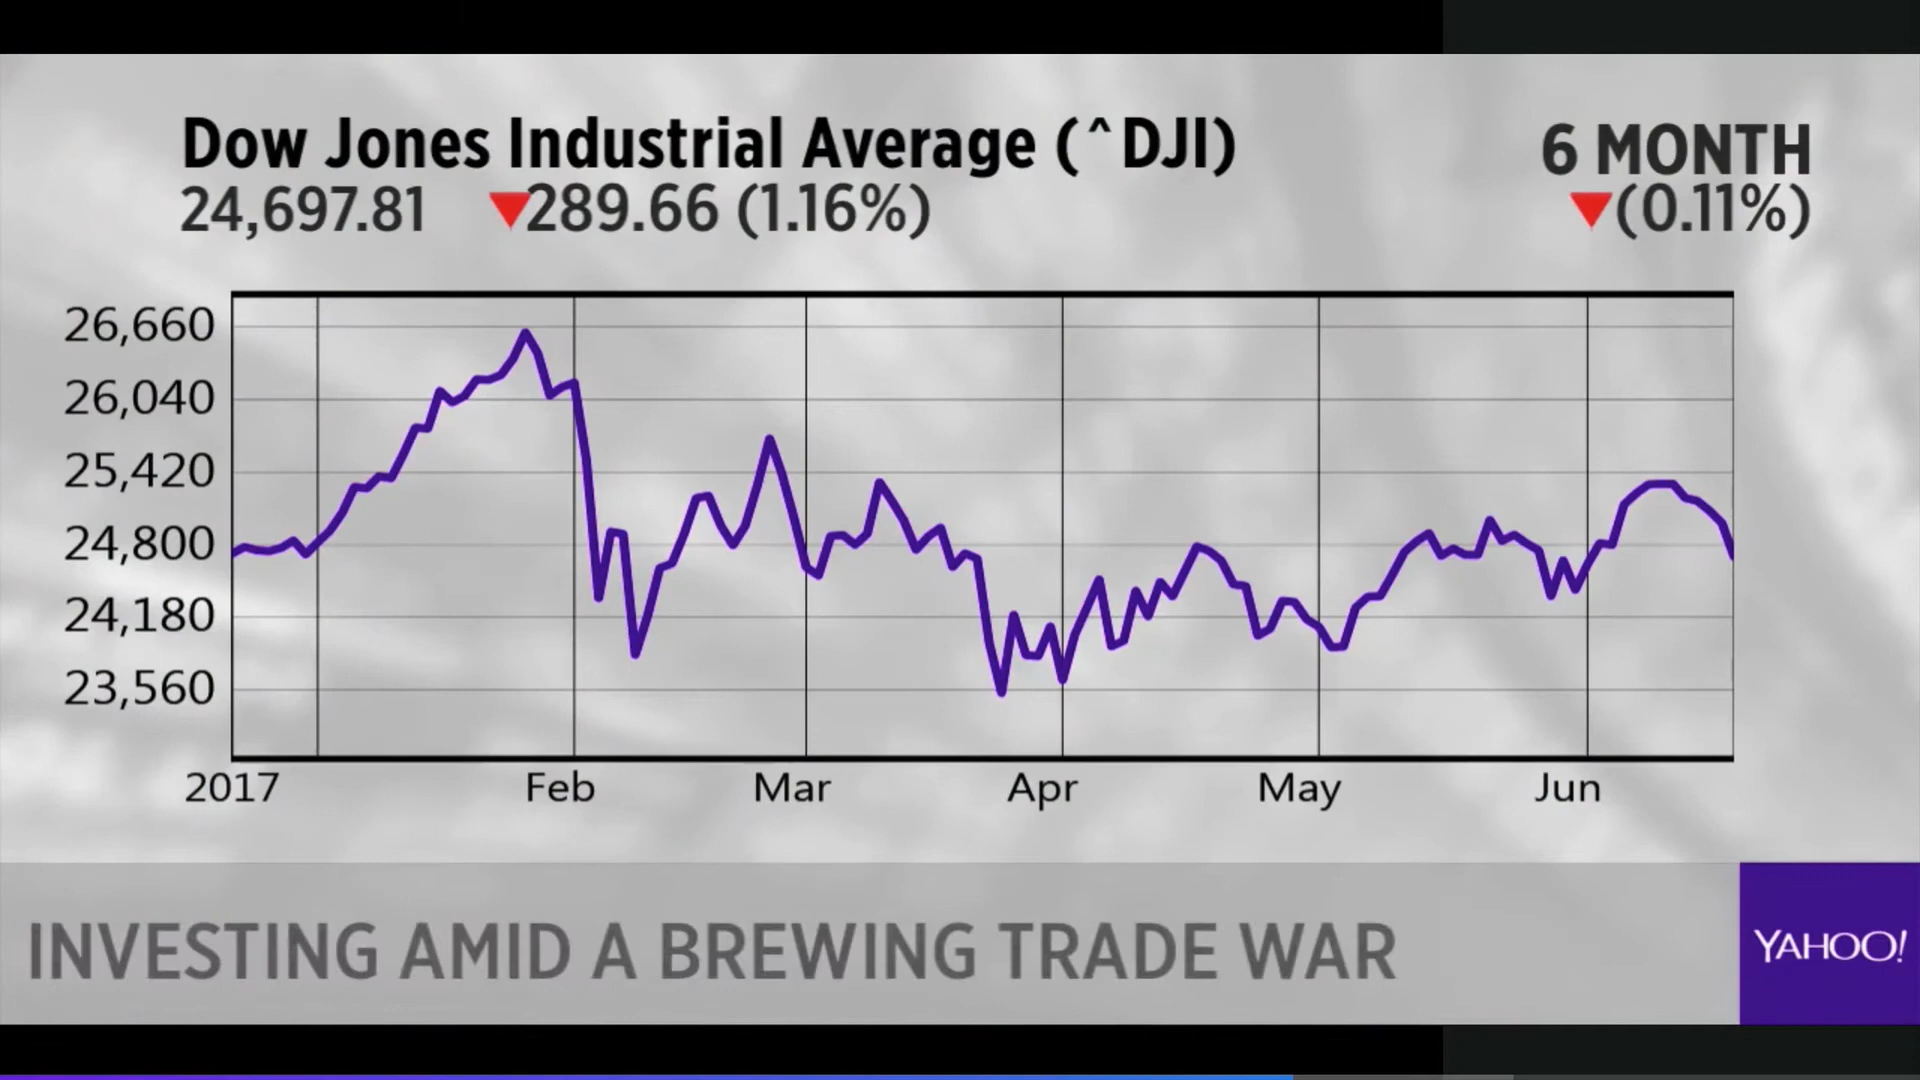 Dow Jones Industrial Average (^DJI)
6 MONTH
24,697.81 ▼289.66 (1.16%)
▼(0.11%)
26,660
26,040
25,420
24,800
24,180
23,560
2017 Feb Mar Apr May Jun
INVESTING AMID A BREWING TRADE WAR
YAHOO!